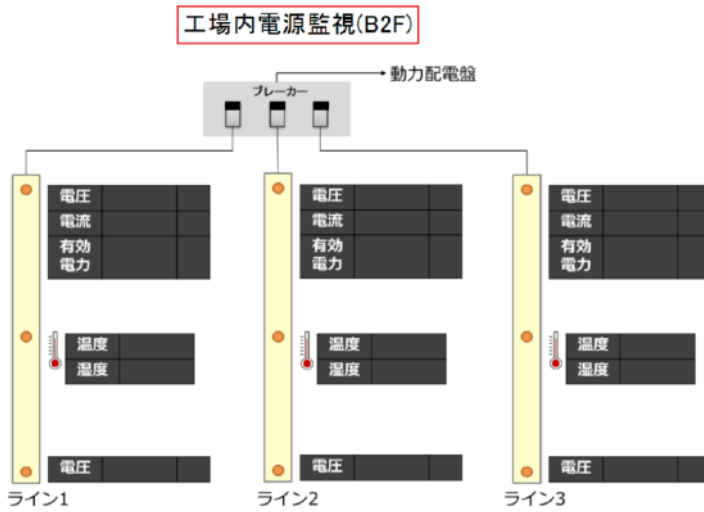 工場内電源監視(B2F)
動力配電盤
ブレーカー
電圧
電流
有効
電力
温度
湿度
電圧
ライン1
電圧
電流
有効
電力
温度
湿度
電圧
ライン2
電圧
電流
有効
電力
温度
湿度
電圧
ライン3